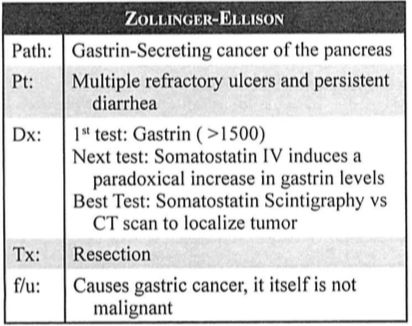 ZOLLINGER-ELLISON
Path: Gastrin-Secreting cancer of the pancreas
Pt: Multiple refractory ulcers and persistent
diarrhea
Dx: 1st test: Gastrin ( >1500)
Next test: Somatostatin IV induces a
paradoxical increase in gastrin levels
Best Test: Somatostatin Scintigraphy vs
CT scan to localize tumor
Tx: Resection
f/u: Causes gastric cancer, it itself is not
malignant